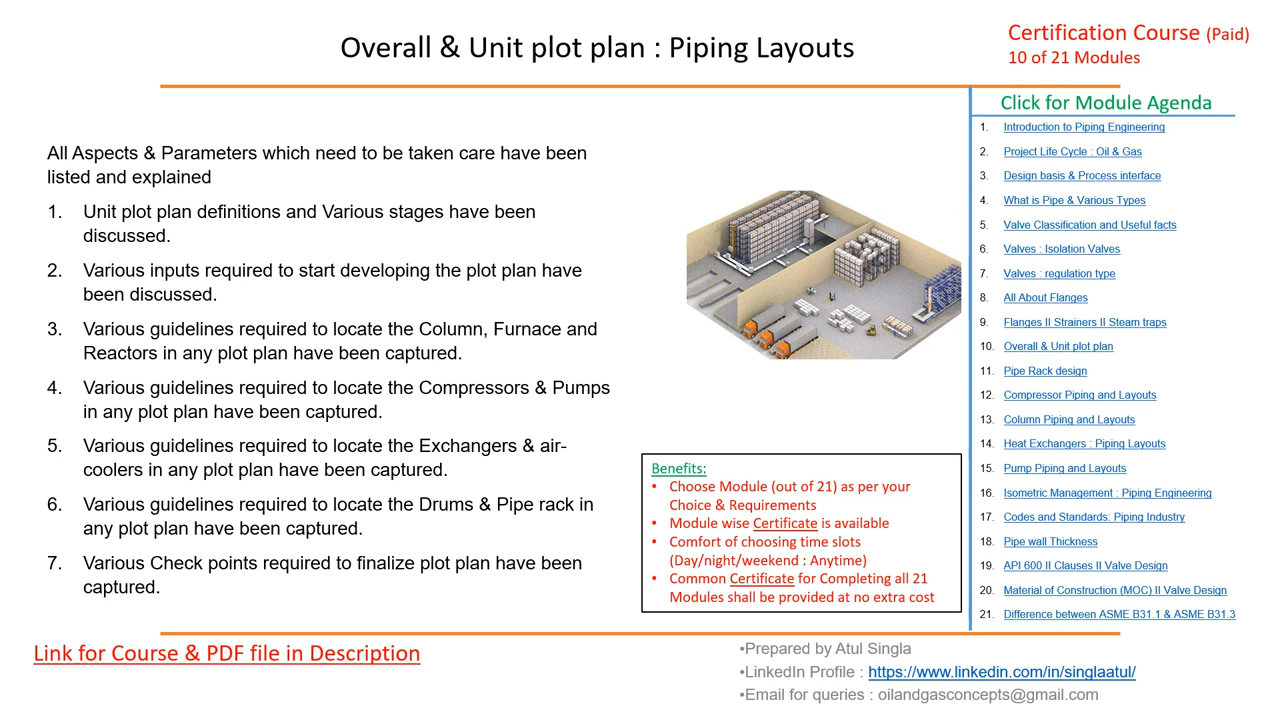 Overall & Unit plot plan : Piping Layouts
Certification Course (Paid)
10 of 21 Modules
All Aspects & Parameters which need to be taken care have been
listed and explained
1. Unit plot plan definitions and Various stages have been
discussed.
2. Various inputs required to start developing the plot plan have
been discussed.
3. Various guidelines required to locate the Column, Furnace and
Reactors in any plot plan have been captured.
4. Various guidelines required to locate the Compressors & Pumps
in any plot plan have been captured.
5. Various guidelines required to locate the Exchangers & air-
coolers in any plot plan have been captured.
6. Various guidelines required to locate the Drums & Pipe rack in
any plot plan have been captured.
7. Various Check points required to finalize plot plan have been
captured.
Benefits:
• Choose Module (out of 21) as per your
Choice & Requirements
• Module wise Certificate is available
• Comfort of choosing time slots
(Day/night/weekend : Anytime)
• Common Certificate for Completing all 21
Modules shall be provided at no extra cost
Click for Module Agenda
1. Introduction to Piping Engineering
2. Project Life Cycle : Oil & Gas
3. Design basis & Process interface
4. What is Pipe & Various Types
5. Valve Classification and Useful facts
6. Valves : Isolation Valves
7. Valves : regulation type
8. All About Flanges
9. Flanges II Strainers II Steam traps
10. Overall & Unit plot plan
11. Pipe Rack design
12. Compressor Piping and Layouts
13. Column Piping and Layouts
14. Heat Exchangers : Piping Layouts
15. Pump Piping and Layouts
16. Isometric Management : Piping Engineering
17. Codes and Standards: Piping Industry
18. Pipe wall Thickness
19. API 600 II Clauses II Valve Design
20. Material of Construction (MOC) II Valve Design
21. Difference between ASME B31.1 & ASME B31.3
Link for Course & PDF file in Description
•Prepared by Atul Singla
•LinkedIn Profile : https://www.linkedin.com/in/singlaatul/
•Email for queries : oilandgasconcepts@gmail.com